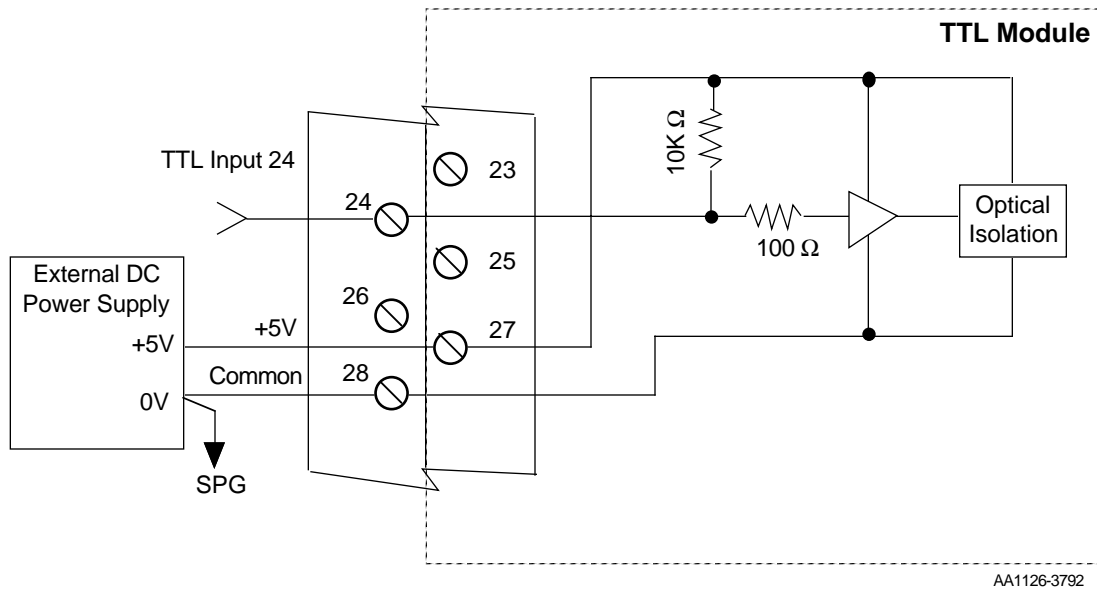 TTL Module
TTL Input 24
23
24
10K Ω
100 Ω
Optical
Isolation
25
26
27
28
External DC
Power Supply
+5V
0V
+5V
Common
SPG
AA1126-3792